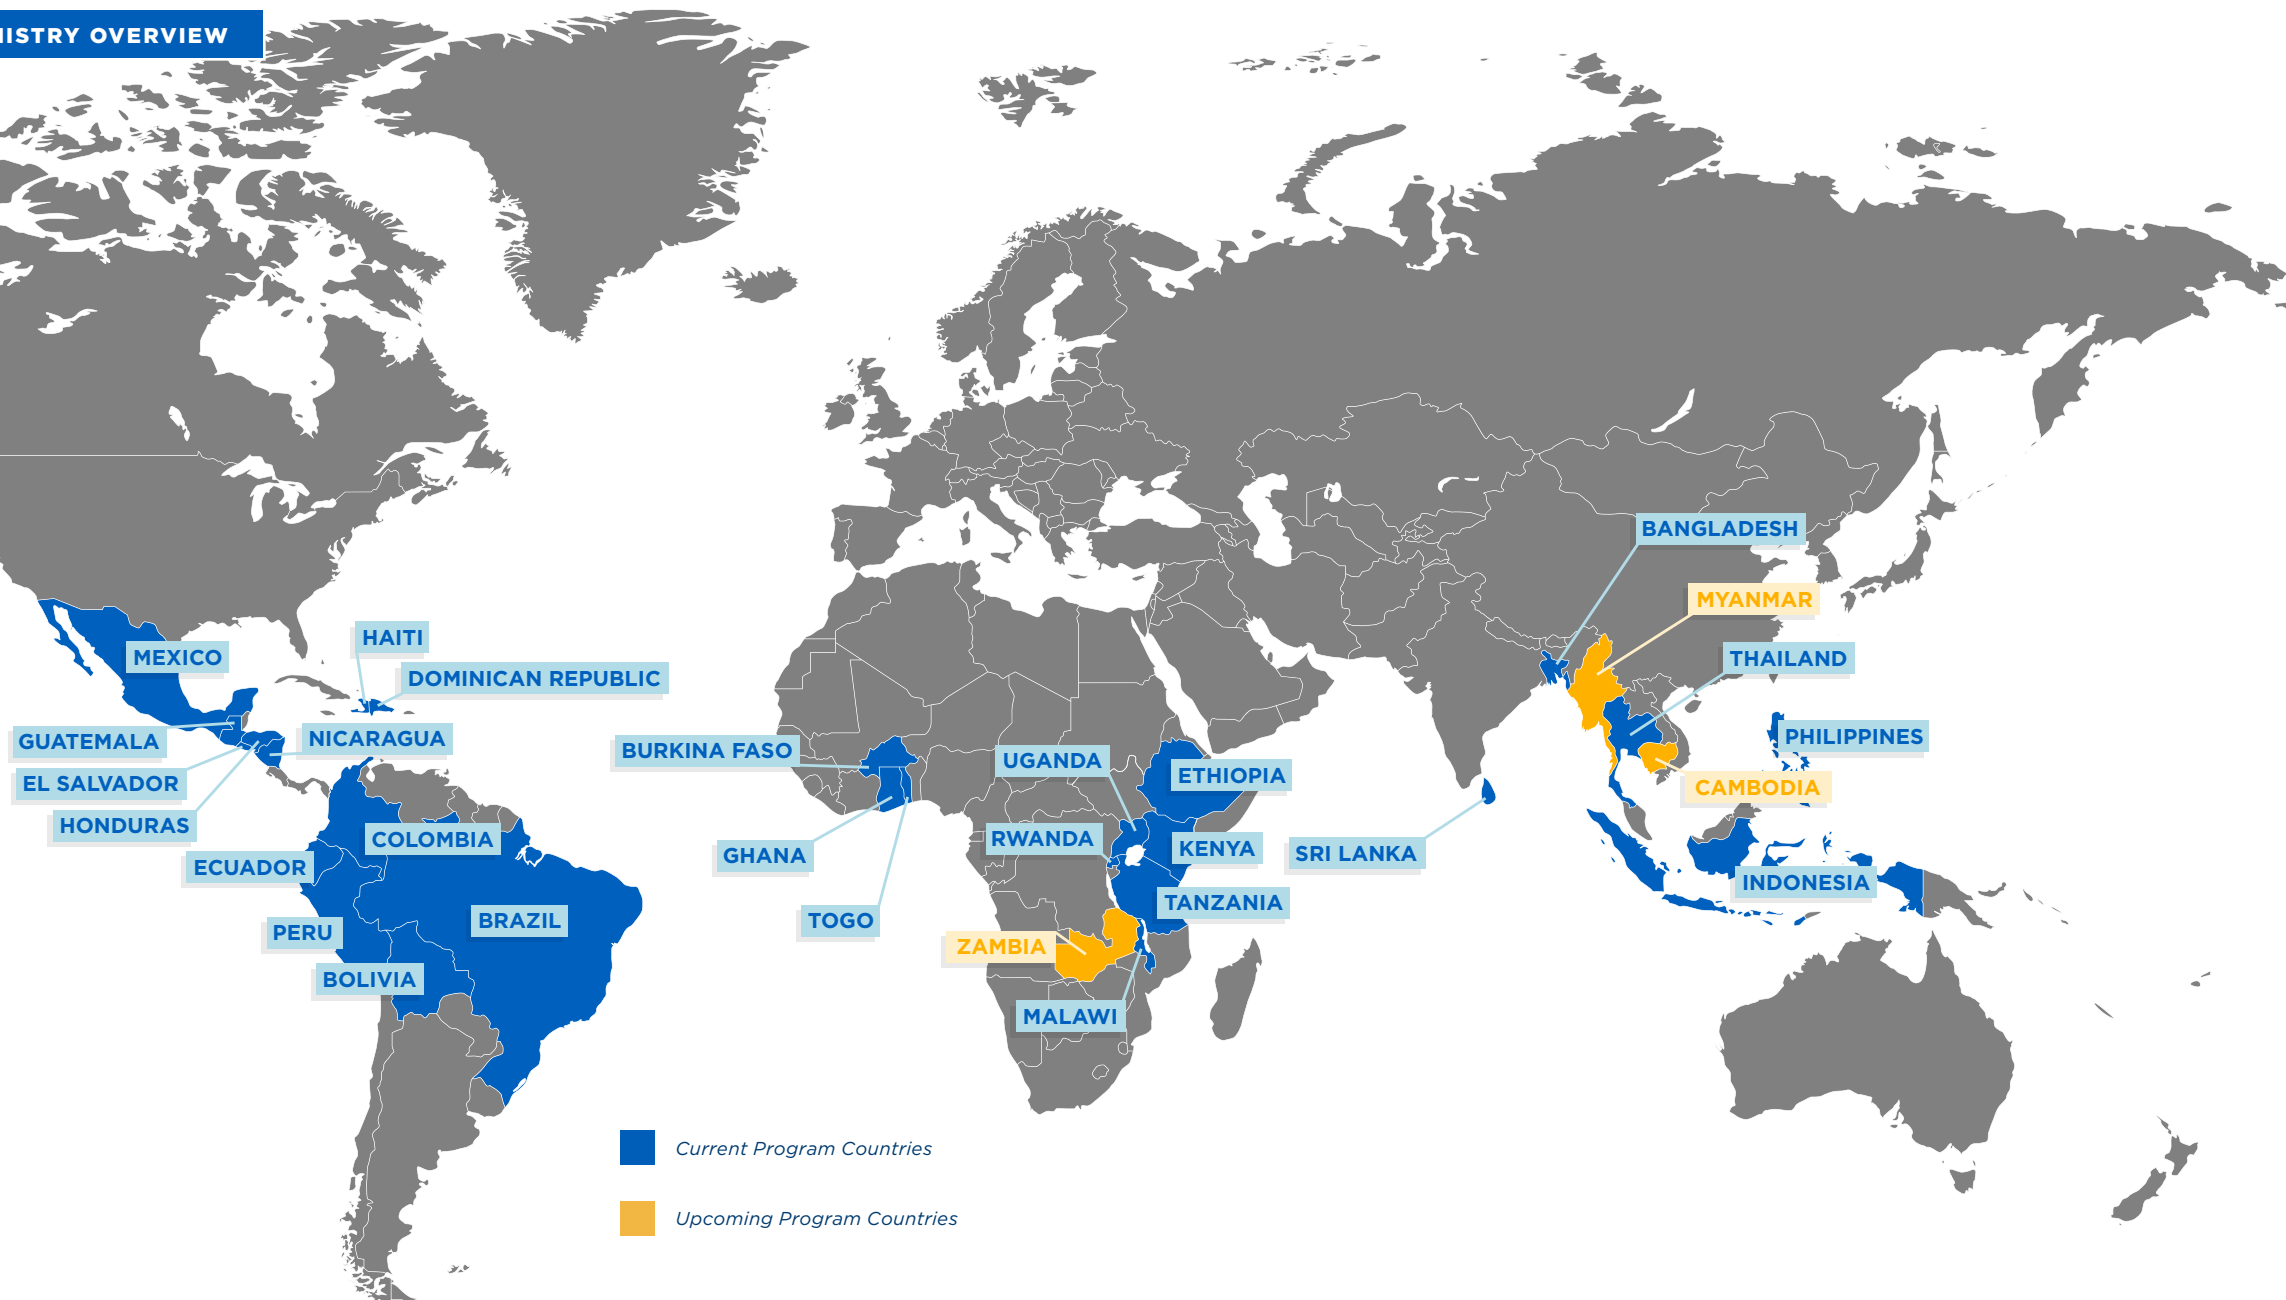 ISTRY OVERVIEW
BANGLADESH
MYANMAR
HAITI
MEXICO
THAILAND
DOMINICAN REPUBLIC
GUATEMALA
NICARAGUA
PHILIPPINES
BURKINA FASO
UGANDA
ETHIOPIA
EL SALVADOR
CAMBODIA
HONDURAS
COLOMBIA
RWANDA
KENYA
GHANA
SRI LANKA
ECUADOR
INDONESIA
TANZANIA
BRAZIL
TOGO
PERU
ZAMBIA
BOLIVIA
MALAWI
Current Program Countries
Upcoming Program Countries